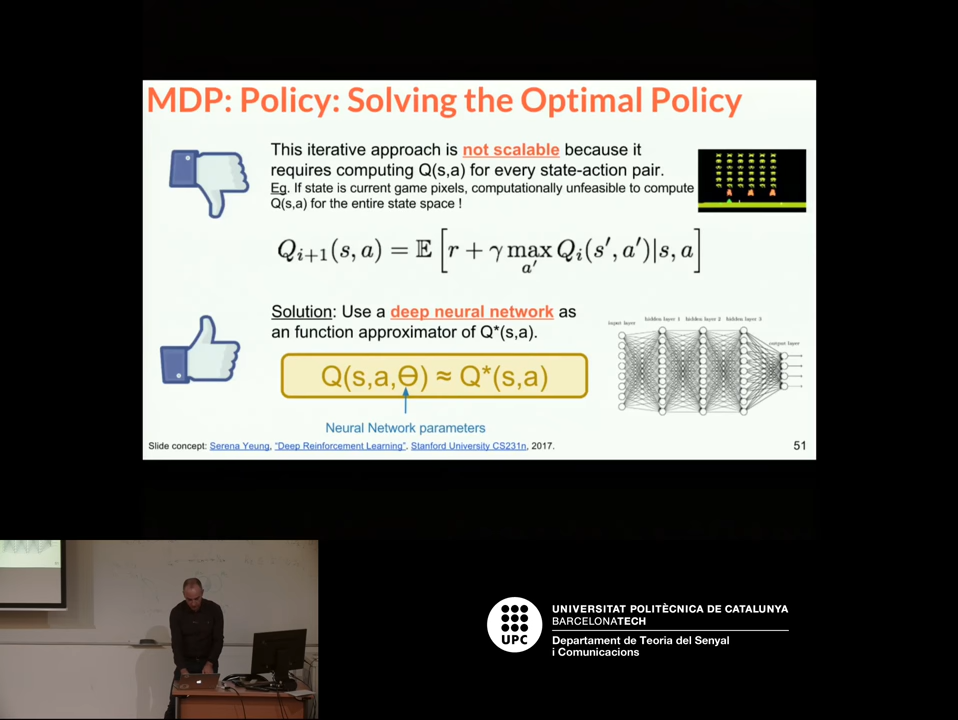 MDP: Policy: Solving the Optimal Policy
This iterative approach is not scalable because it
requires computing Q(s,a) for every state-action pair.
Eg. If state is current game pixels, computationally unfeasible to compute
Q(s,a) for the entire state space !
Q_{i+1}(s, a) = 𝔼 [r + γ max_{a'} Q_i(s', a')|s, a]
Solution: Use a deep neural network as
an function approximator of Q*(s,a).
input layer
hidden layer 1 hidden layer 2 hidden layer 3
output layer
Q(s,a,Θ) ≈ Q*(s,a)
Neural Network parameters
Slide concept: Serena Yeung, “Deep Reinforcement Learning”. Stanford University CS231n, 2017.
51
UPC
UNIVERSITAT POLITÈCNICA DE CATALUNYA
BARCELONATECH
Departament de Teoria del Senyal
i Comunicacions